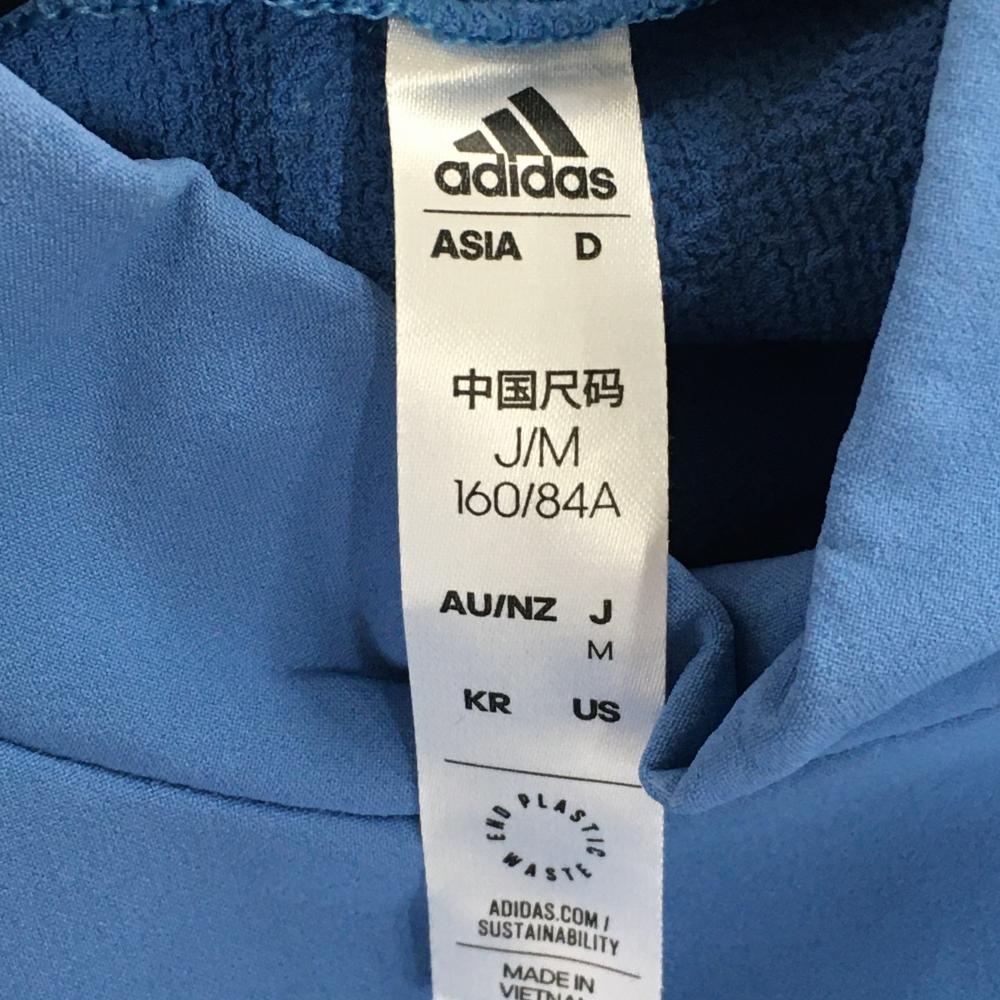 adidas
ASIA D
中国尺码
J/M
160/84A
AU/NZ J
M
KR US
END PLASTIC WASTE
ADIDAS.COM/
SUSTAINABILITY
MADE IN
VIETNAM